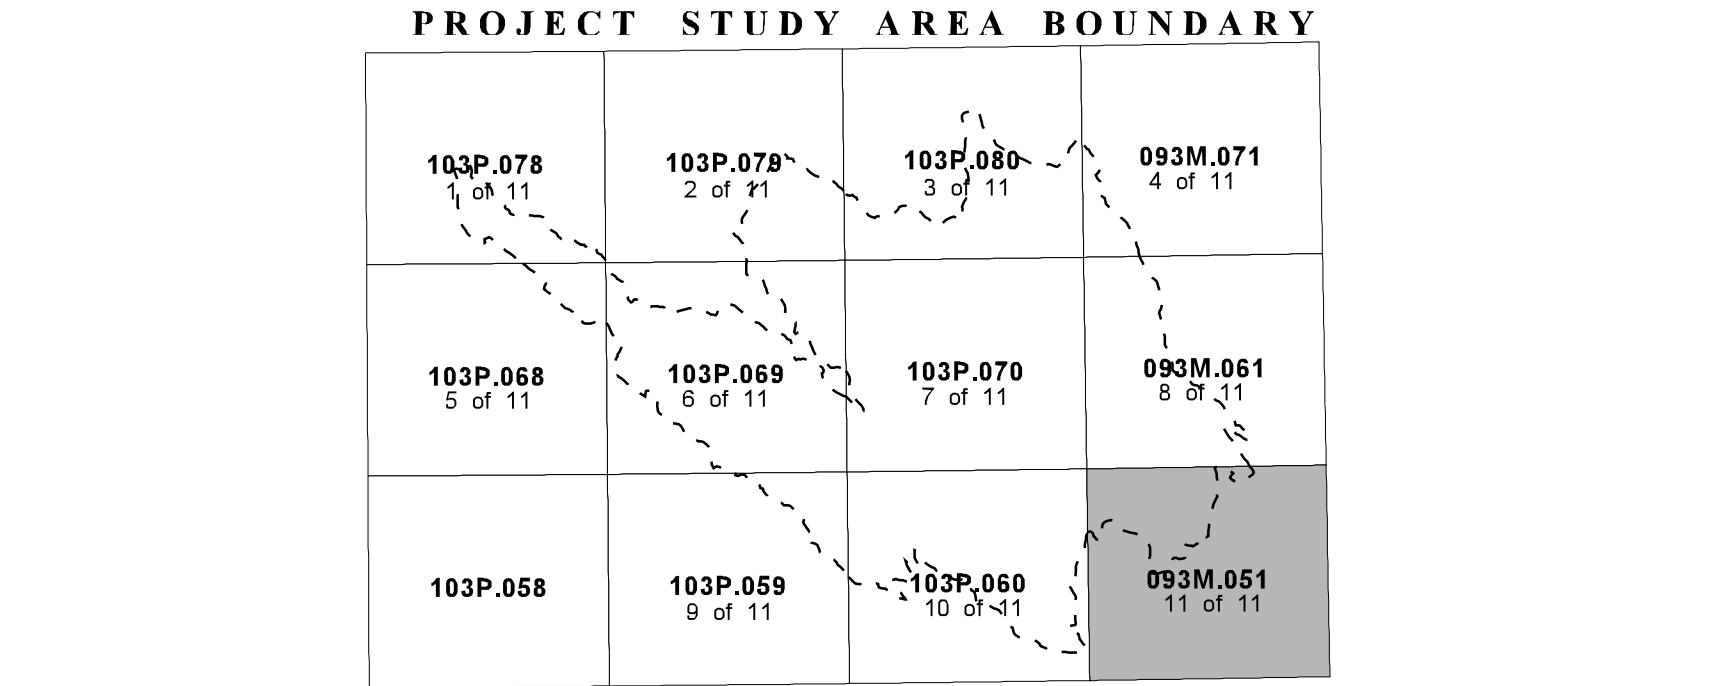 PROJECT STUDY AREA BOUNDARY
103P.078
1 of 11
103P.079
2 of 11
103P.080
3 of 11
093M.071
4 of 11
103P.068
5 of 11
103P.069
6 of 11
103P.070
7 of 11
093M.061
8 of 11
103P.058
103P.059
9 of 11
103P.060
10 of 11
093M.051
11 of 11